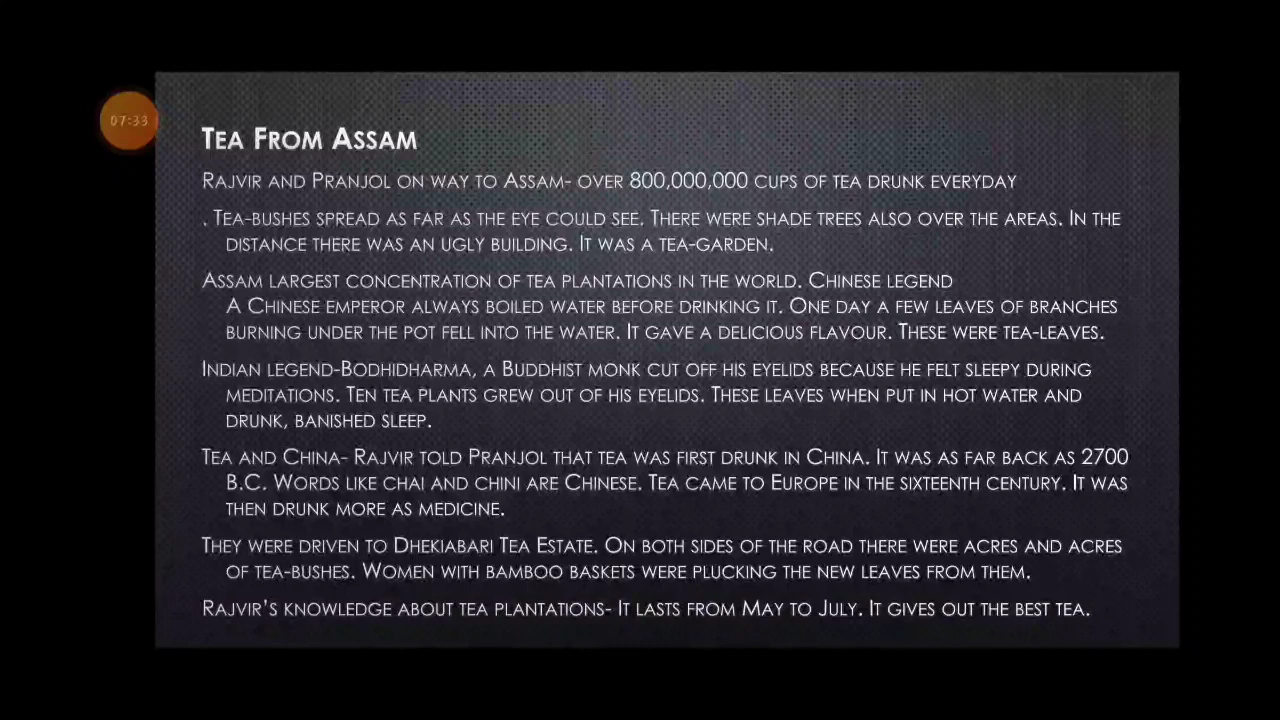 07:33
Tea From Assam
Rajvir and Pranjol on way to Assam- over 800,000,000 cups of tea drunk everyday
. Tea-bushes spread as far as the eye could see. There were shade trees also over the areas. In the
distance there was an ugly building. It was a tea-garden.
Assam largest concentration of tea plantations in the world. Chinese legend
A Chinese emperor always boiled water before drinking it. One day a few leaves of branches
burning under the pot fell into the water. It gave a delicious flavour. These were tea-leaves.
Indian legend-Bodhidharma, a Buddhist monk cut off his eyelids because he felt sleepy during
meditations. Ten tea plants grew out of his eyelids. These leaves when put in hot water and
drunk, banished sleep.
Tea and China- Rajvir told Pranjol that tea was first drunk in China. It was as far back as 2700
B.C. Words like chai and chini are Chinese. Tea came to Europe in the sixteenth century. It was
then drunk more as medicine.
They were driven to Dhekiabari Tea Estate. On both sides of the road there were acres and acres
of tea-bushes. Women with bamboo baskets were plucking the new leaves from them.
Rajvir's knowledge about tea plantations- It lasts from May to July. It gives out the best tea.